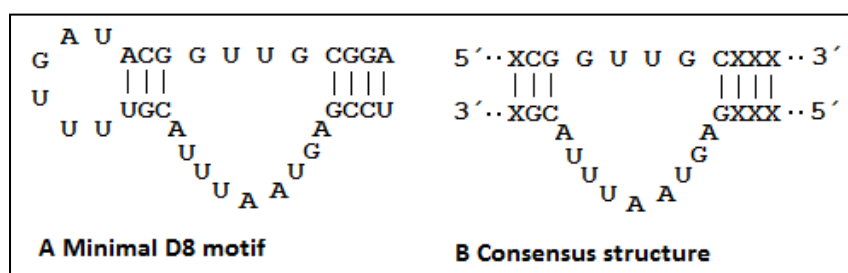 A U
G ACG G U U G CGGA
U
U U UGC A U U U A A U G A GCCU
5´··XCG G U U G CXXX··3´
3´··XGC A U U U A A U G A GXXX··5´
A Minimal D8 motif
B Consensus structure